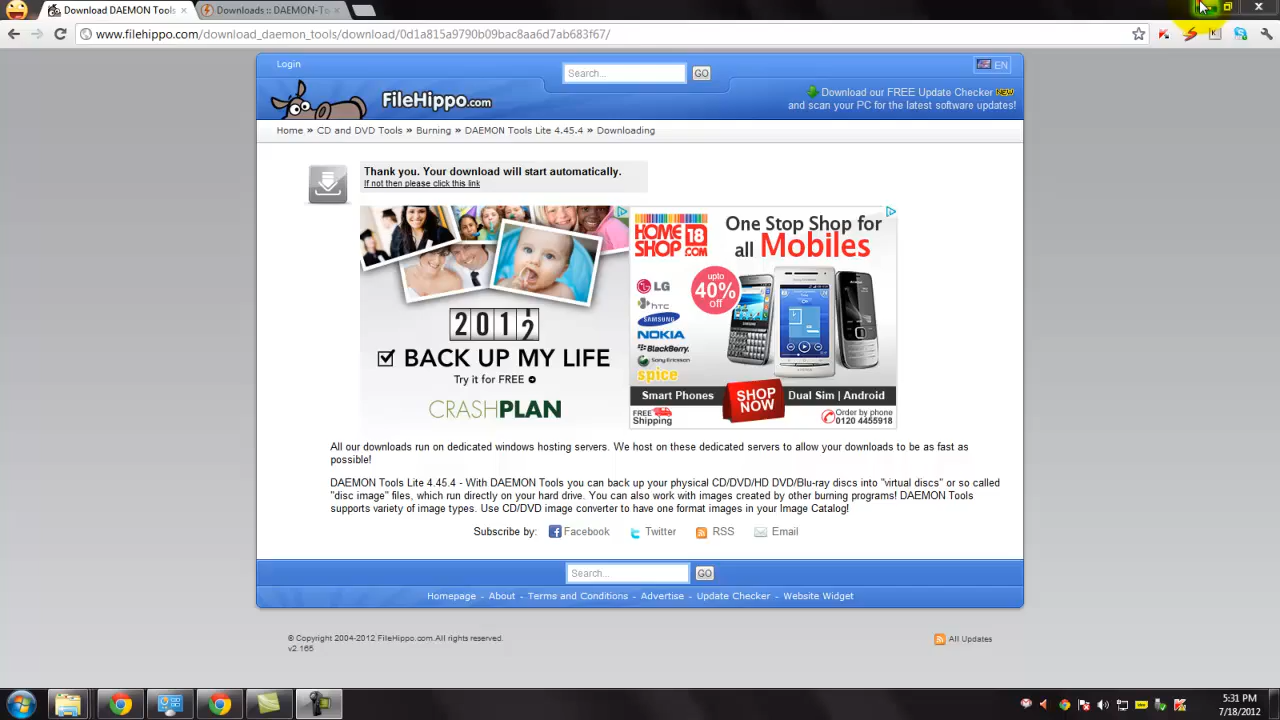 Download DAEMON Tools
Downloads :: DAEMON-To
www.filehippo.com/download_daemon_tools/download/0d1a815a9790b09bac8aa6d7ab683f67/
Login
Search...
GO
EN
FileHippo.com
Download our FREE Update Checker NEW
and scan your PC for the latest software updates!
Home » CD and DVD Tools » Burning » DAEMON Tools Lite 4.45.4 » Downloading
Thank you. Your download will start automatically.
If not then please click this link
2012
BACK UP MY LIFE
Try it for FREE
CRASHPLAN
HOME SHOP 18 .COM
One Stop Shop for
all Mobiles
upto
40%
off
LG
htc
SAMSUNG
NOKIA
BlackBerry.
Sony Ericsson
spice
Smart Phones
SHOP NOW
Dual Sim | Android
FREE Shipping
Order by phone
0120 4455918
All our downloads run on dedicated windows hosting servers. We host on these dedicated servers to allow your downloads to be as fast as
possible!
DAEMON Tools Lite 4.45.4 - With DAEMON Tools you can back up your physical CD/DVD/HD DVD/Blu-ray discs into "virtual discs" or so called
"disc image" files, which run directly on your hard drive. You can also work with images created by other burning programs! DAEMON Tools
supports variety of image types. Use CD/DVD image converter to have one format images in your Image Catalog!
Subscribe by: Facebook Twitter RSS Email
Search...
GO
Homepage - About - Terms and Conditions - Advertise - Update Checker - Website Widget
© Copyright 2004-2012 FileHippo.com.All rights reserved.
v2.165
All Updates
5:31 PM
7/18/2012